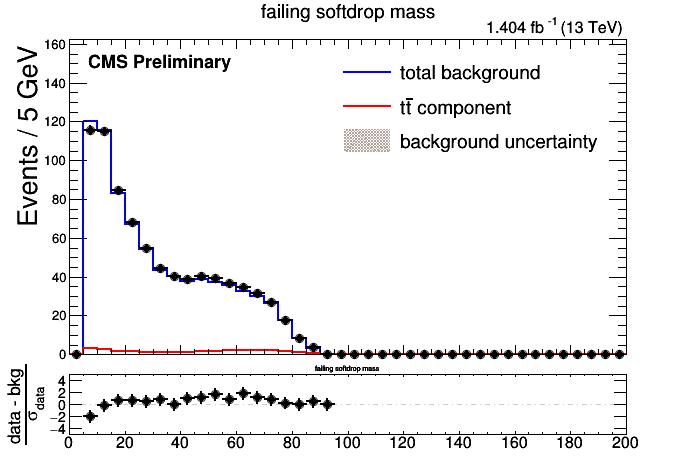 failing softdrop mass
1.404 fb⁻¹ (13 TeV)
CMS Preliminary
total background
tt̄ component
background uncertainty
Events / 5 GeV
160
140
120
100
80
60
40
20
0
failing softdrop mass
data - bkg
σ data
4
2
0
−2
−4
0 20 40 60 80 100 120 140 160 180 200